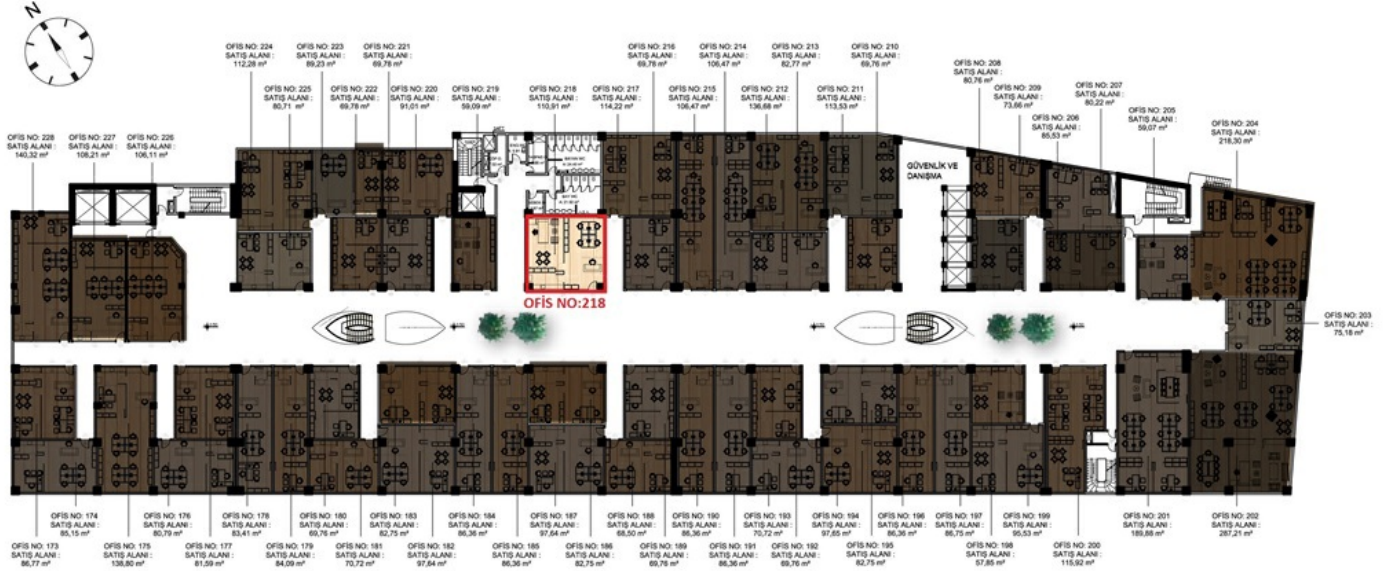 N
OFİS NO: 224
SATIŞ ALANI :
112,28 m²
OFİS NO: 223
SATIŞ ALANI :
89,23 m²
OFİS NO: 221
SATIŞ ALANI :
69,78 m²
OFİS NO: 216
SATIŞ ALANI :
69,78 m²
OFİS NO: 214
SATIŞ ALANI :
106,47 m²
OFİS NO: 213
SATIŞ ALANI :
82,77 m²
OFİS NO: 210
SATIŞ ALANI :
69,76 m²
OFİS NO: 208
SATIŞ ALANI :
80,76 m²
OFİS NO: 225
SATIŞ ALANI :
80,71 m²
OFİS NO: 222
SATIŞ ALANI :
69,78 m²
OFİS NO: 220
SATIŞ ALANI :
91,01 m²
OFİS NO: 219
SATIŞ ALANI :
59,09 m²
OFİS NO: 218
SATIŞ ALANI :
110,91 m²
OFİS NO: 217
SATIŞ ALANI :
114,22 m²
OFİS NO: 215
SATIŞ ALANI :
106,47 m²
OFİS NO: 212
SATIŞ ALANI :
136,68 m²
OFİS NO: 211
SATIŞ ALANI :
113,53 m²
OFİS NO: 209
SATIŞ ALANI :
73,66 m²
OFİS NO: 207
SATIŞ ALANI :
80,22 m²
OFİS NO: 206
SATIŞ ALANI :
85,53 m²
OFİS NO: 205
SATIŞ ALANI :
59,07 m²
OFİS NO: 204
SATIŞ ALANI :
218,30 m²
OFİS NO: 228
SATIŞ ALANI :
140,32 m²
OFİS NO: 227
SATIŞ ALANI :
108,21 m²
OFİS NO: 226
SATIŞ ALANI :
106,11 m²
GÜVENLİK VE
DANIŞMA
OFİS NO:218
OFİS NO: 203
SATIŞ ALANI :
75,18 m²
OFİS NO: 174
SATIŞ ALANI :
85,15 m²
OFİS NO: 176
SATIŞ ALANI :
80,79 m²
OFİS NO: 178
SATIŞ ALANI :
83,41 m²
OFİS NO: 180
SATIŞ ALANI :
69,76 m²
OFİS NO: 183
SATIŞ ALANI :
82,75 m²
OFİS NO: 184
SATIŞ ALANI :
86,36 m²
OFİS NO: 187
SATIŞ ALANI :
97,64 m²
OFİS NO: 188
SATIŞ ALANI :
68,50 m²
OFİS NO: 190
SATIŞ ALANI :
86,36 m²
OFİS NO: 193
SATIŞ ALANI :
70,72 m²
OFİS NO: 194
SATIŞ ALANI :
97,65 m²
OFİS NO: 196
SATIŞ ALANI :
86,36 m²
OFİS NO: 197
SATIŞ ALANI :
86,75 m²
OFİS NO: 199
SATIŞ ALANI :
95,53 m²
OFİS NO: 201
SATIŞ ALANI :
189,88 m²
OFİS NO: 202
SATIŞ ALANI :
287,21 m²
OFİS NO: 173
SATIŞ ALANI :
86,77 m²
OFİS NO: 175
SATIŞ ALANI :
138,80 m²
OFİS NO: 177
SATIŞ ALANI :
81,59 m²
OFİS NO: 179
SATIŞ ALANI :
84,09 m²
OFİS NO: 181
SATIŞ ALANI :
70,72 m²
OFİS NO: 182
SATIŞ ALANI :
97,64 m²
OFİS NO: 185
SATIŞ ALANI :
86,36 m²
OFİS NO: 186
SATIŞ ALANI :
82,75 m²
OFİS NO: 189
SATIŞ ALANI :
69,76 m²
OFİS NO: 191
SATIŞ ALANI :
86,36 m²
OFİS NO: 192
SATIŞ ALANI :
69,76 m²
OFİS NO: 195
SATIŞ ALANI :
82,75 m²
OFİS NO: 198
SATIŞ ALANI :
57,85 m²
OFİS NO: 200
SATIŞ ALANI :
115,92 m²